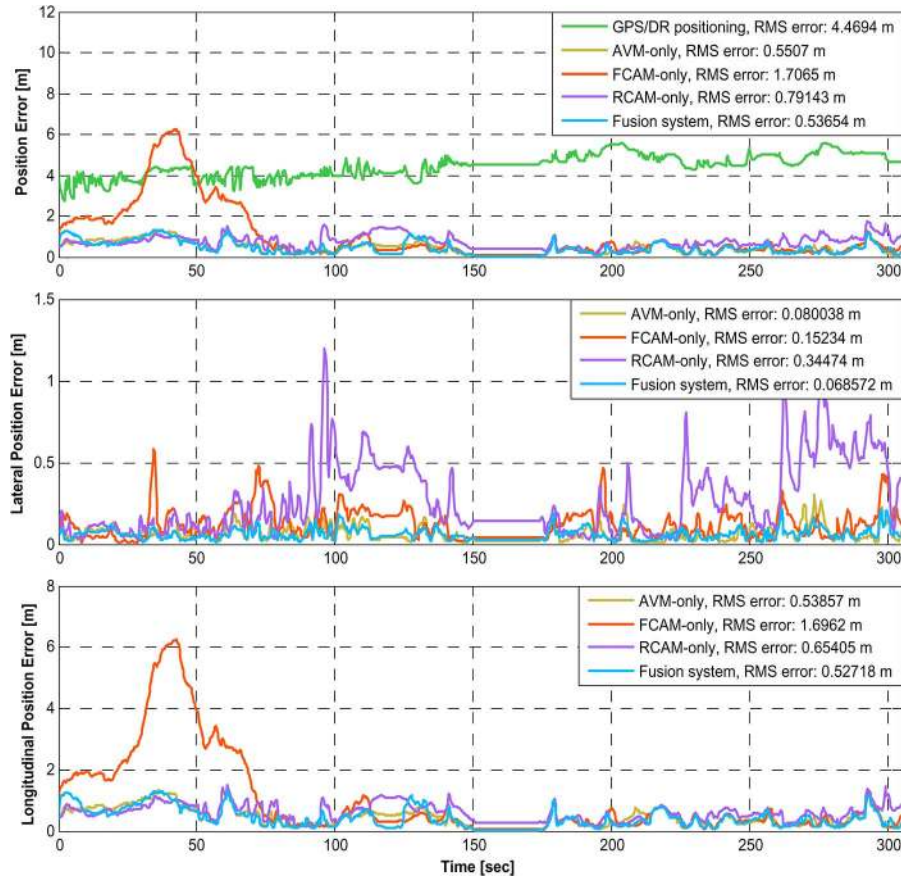 12
10
8
6
4
2
0
Position Error [m]
GPS/DR positioning, RMS error: 4.4694 m
AVM-only, RMS error: 0.5507 m
FCAM-only, RMS error: 1.7065 m
RCAM-only, RMS error: 0.79143 m
Fusion system, RMS error: 0.53654 m
0 50 100 150 200 250 300
1.5
1
0.5
0
Lateral Position Error [m]
AVM-only, RMS error: 0.080038 m
FCAM-only, RMS error: 0.15234 m
RCAM-only, RMS error: 0.34474 m
Fusion system, RMS error: 0.068572 m
0 50 100 150 200 250 300
8
6
4
2
0
Longitudinal Position Error [m]
AVM-only, RMS error: 0.53857 m
FCAM-only, RMS error: 1.6962 m
RCAM-only, RMS error: 0.65405 m
Fusion system, RMS error: 0.52718 m
0 50 100 150 200 250 300
Time [sec]